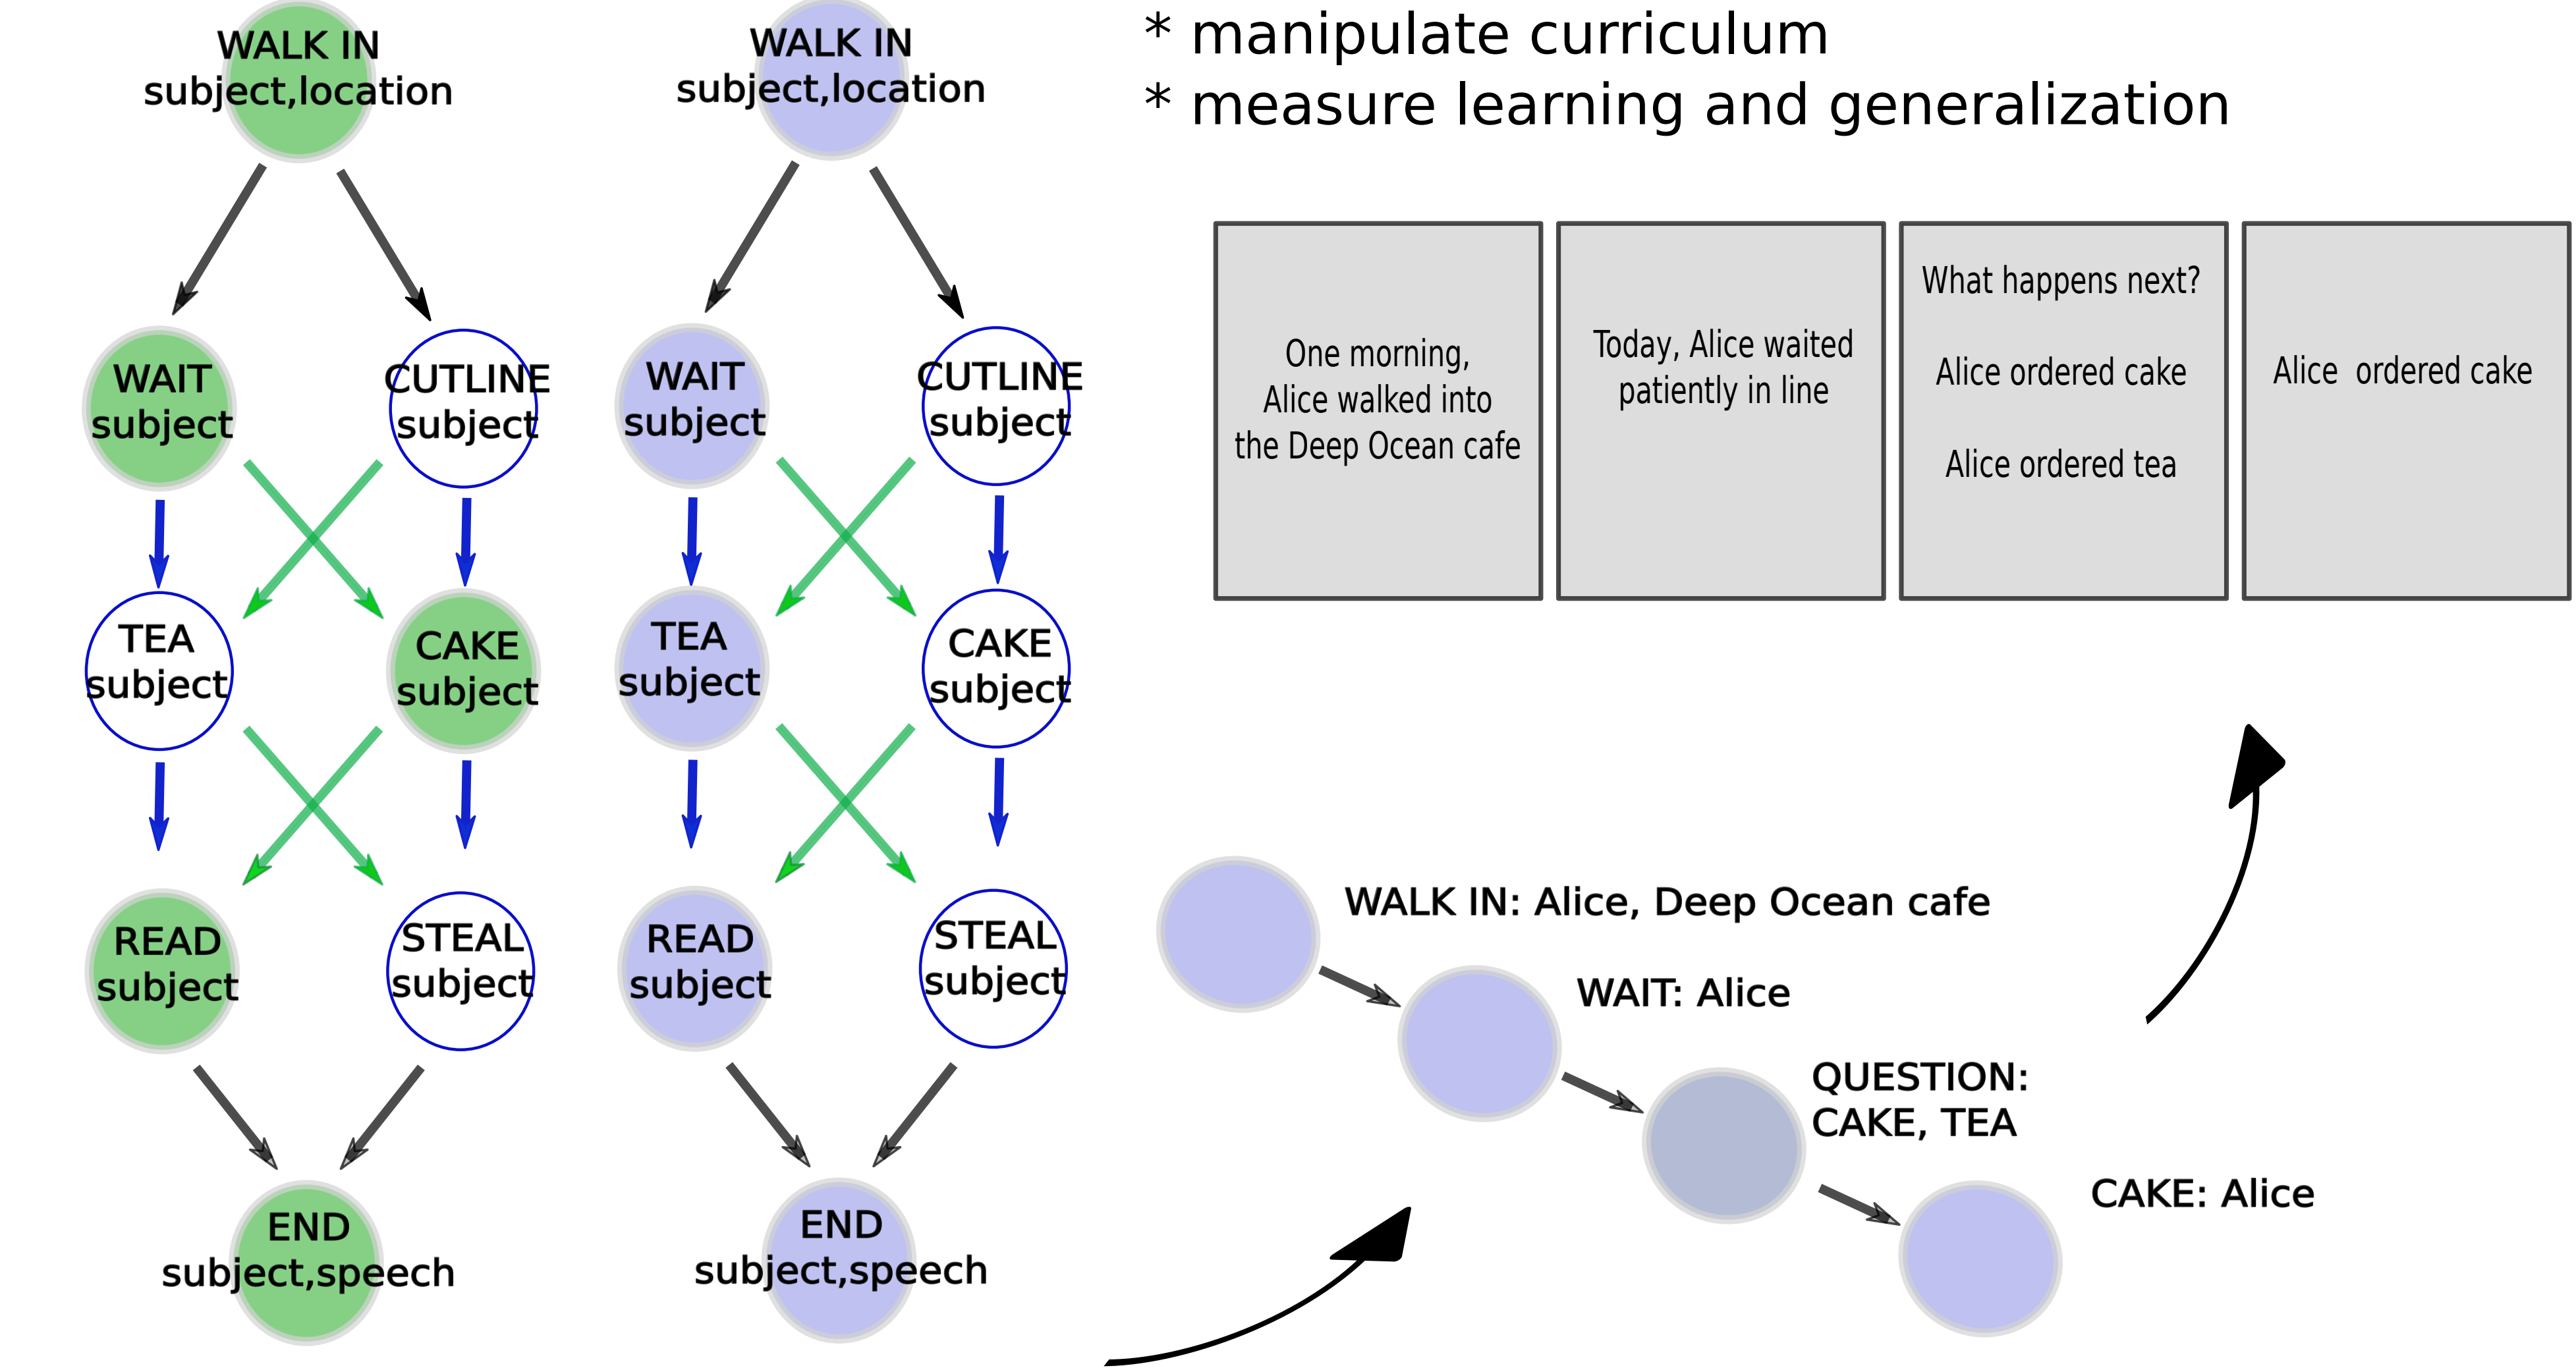 WALK IN
subject,location
WAIT
subject
CUTLINE
subject
TEA
subject
CAKE
subject
READ
subject
STEAL
subject
END
subject,speech
WALK IN
subject,location
WAIT
subject
CUTLINE
subject
TEA
subject
CAKE
subject
READ
subject
STEAL
subject
END
subject,speech
* manipulate curriculum
* measure learning and generalization
One morning,
Alice walked into
the Deep Ocean cafe
Today, Alice waited
patiently in line
What happens next?
Alice ordered cake
Alice ordered tea
Alice  ordered cake
WALK IN: Alice, Deep Ocean cafe
WAIT: Alice
QUESTION:
CAKE, TEA
CAKE: Alice